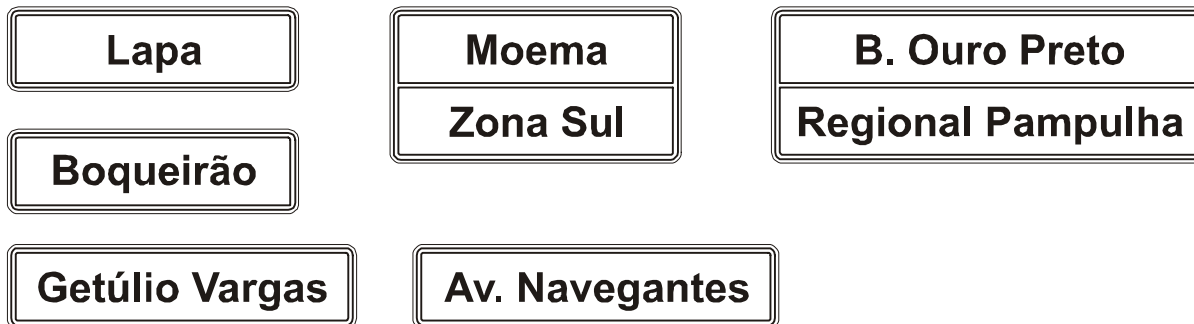 Lapa
Moema
Zona Sul
B. Ouro Preto
Regional Pampulha
Boqueirão
Getúlio Vargas
Av. Navegantes